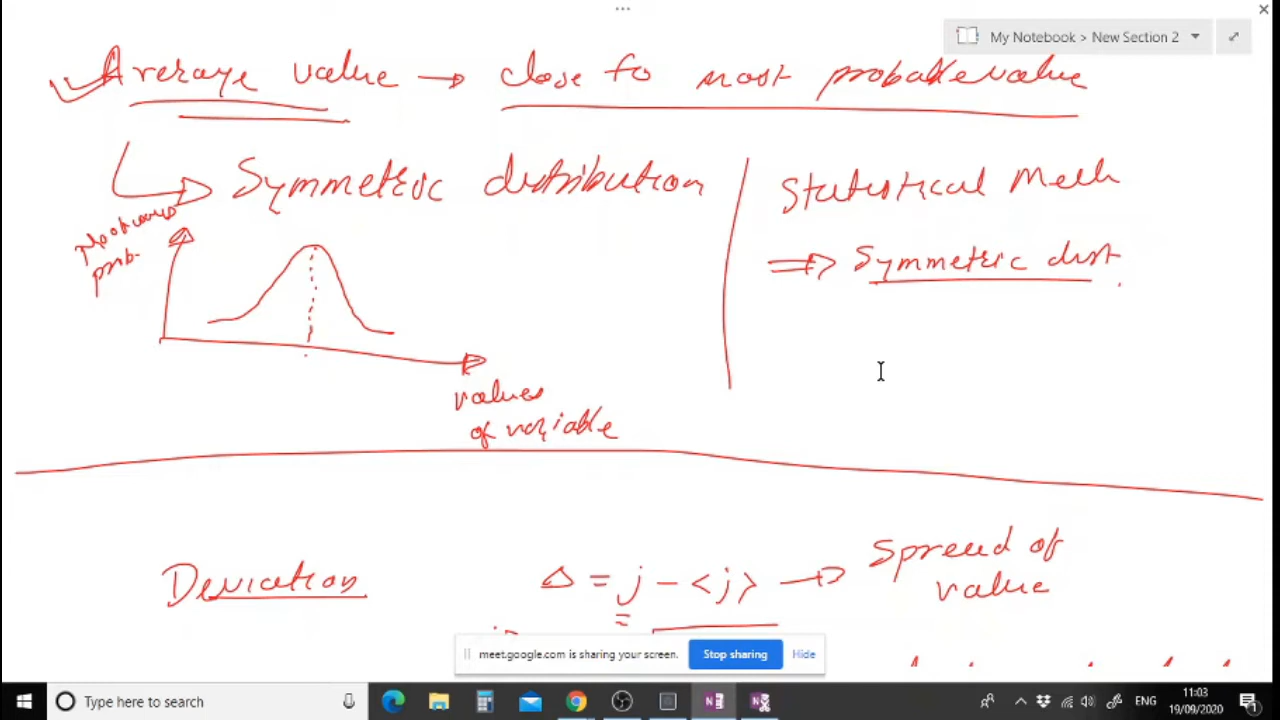 My Notebook > New Section 2
Average value → close to most probable value
Symmetric distribution
Statistical Mech
⇒ Symmetric dist.
prob.
values
of variable
Deviation
Δ = j - <j> → Spread of
value
meet.google.com is sharing your screen.
Stop sharing
Hide
Type here to search
ENG
11:03
19/09/2020